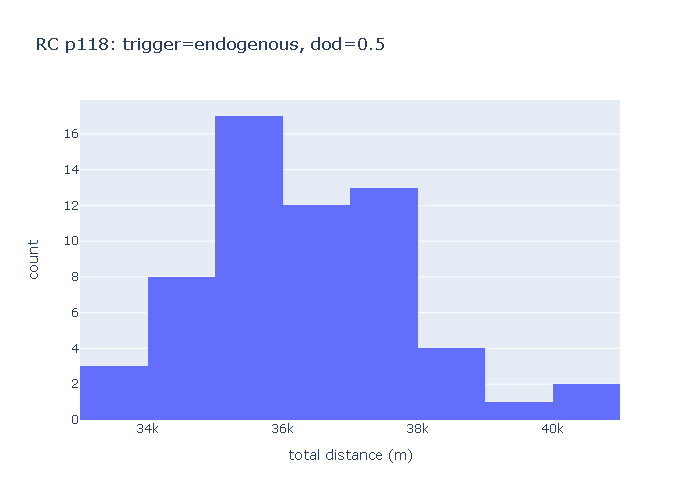 RC p118: trigger=endogenous, dod=0.5
16
14
12
10
8
6
4
2
0
count
34k
36k
38k
40k
total distance (m)